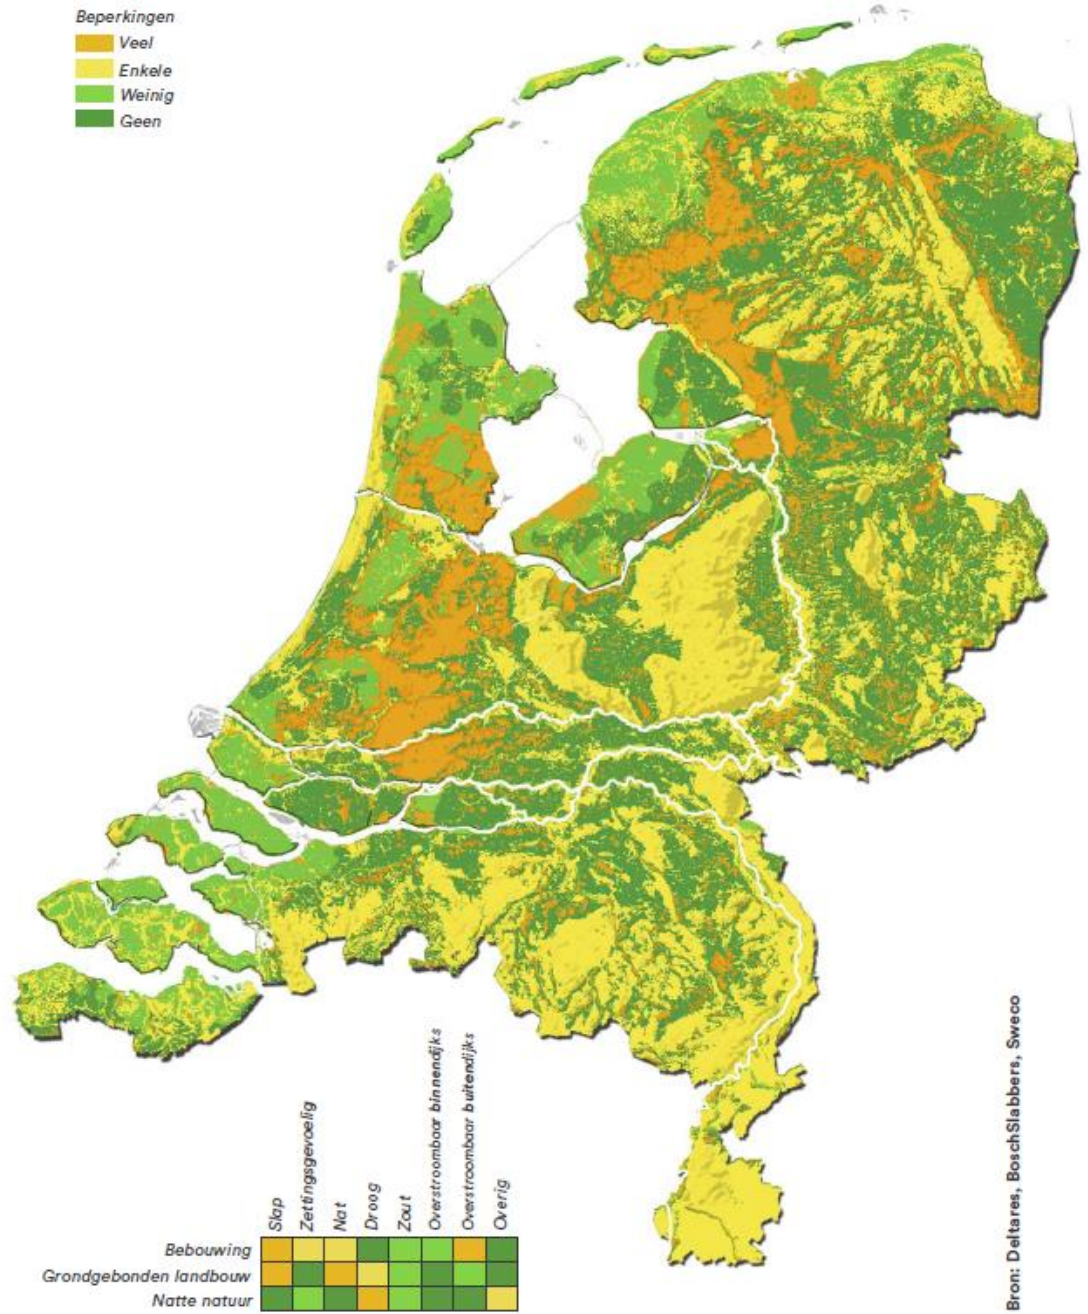 Beperkingen
Veel
Enkele
Weinig
Geen
Slap
Zettingsgevoelig
Nat
Droog
Zout
Overstroombaar binnendijks
Overstroombaar buitendijks
Overig
Bebouwing
Grondgebonden landbouw
Natte natuur
Bron: Deltares, BoschSlabbers, Sweco